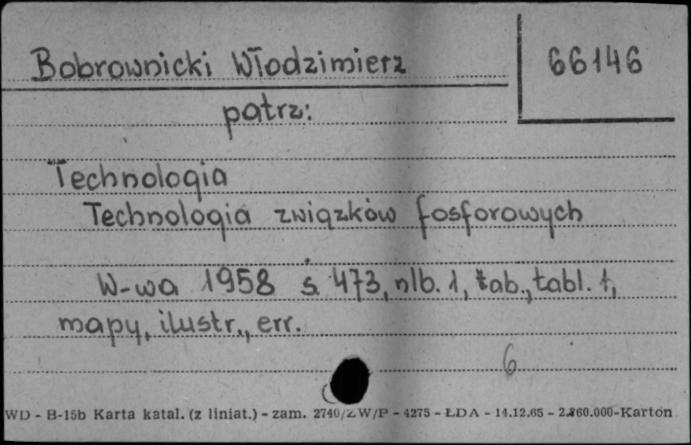 Bobrownicki Włodzimierz
66146
patrz:
Technologia
Technologia związków fosforowych
W-wa 1958 s. 473, nlb. 1, tab., tabl. 1,
mapy, ilustr., err.
6
WD - B-15b Karta katal. (z liniat.) - zam. 2740/ZW/P - 4275 - ŁDA - 14.12.65 - 2.860.000-Karton